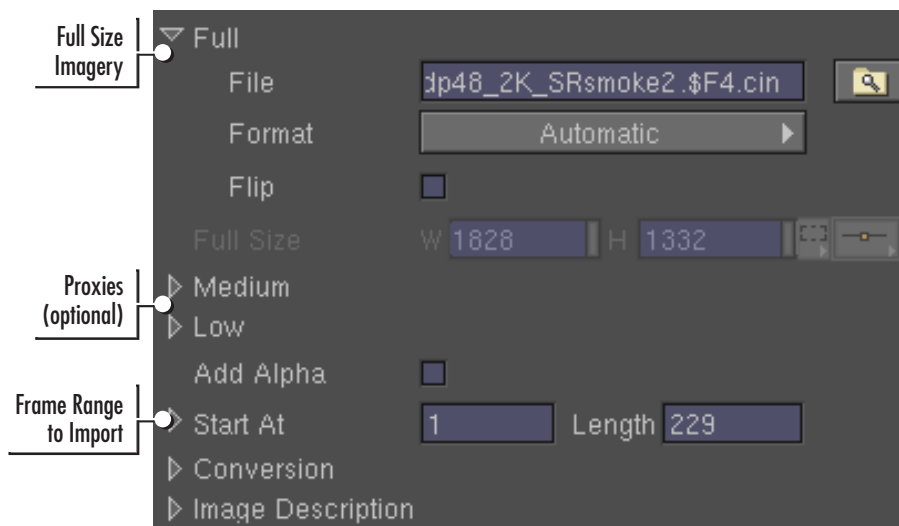 Full Size
Imagery
Full
File dp48_2K_SRsmoke2.$F4.cin
Format Automatic
Flip
Full Size W 1828 H 1332
Proxies
(optional)
Medium
Low
Add Alpha
Frame Range
to Import
Start At 1 Length 229
Conversion
Image Description